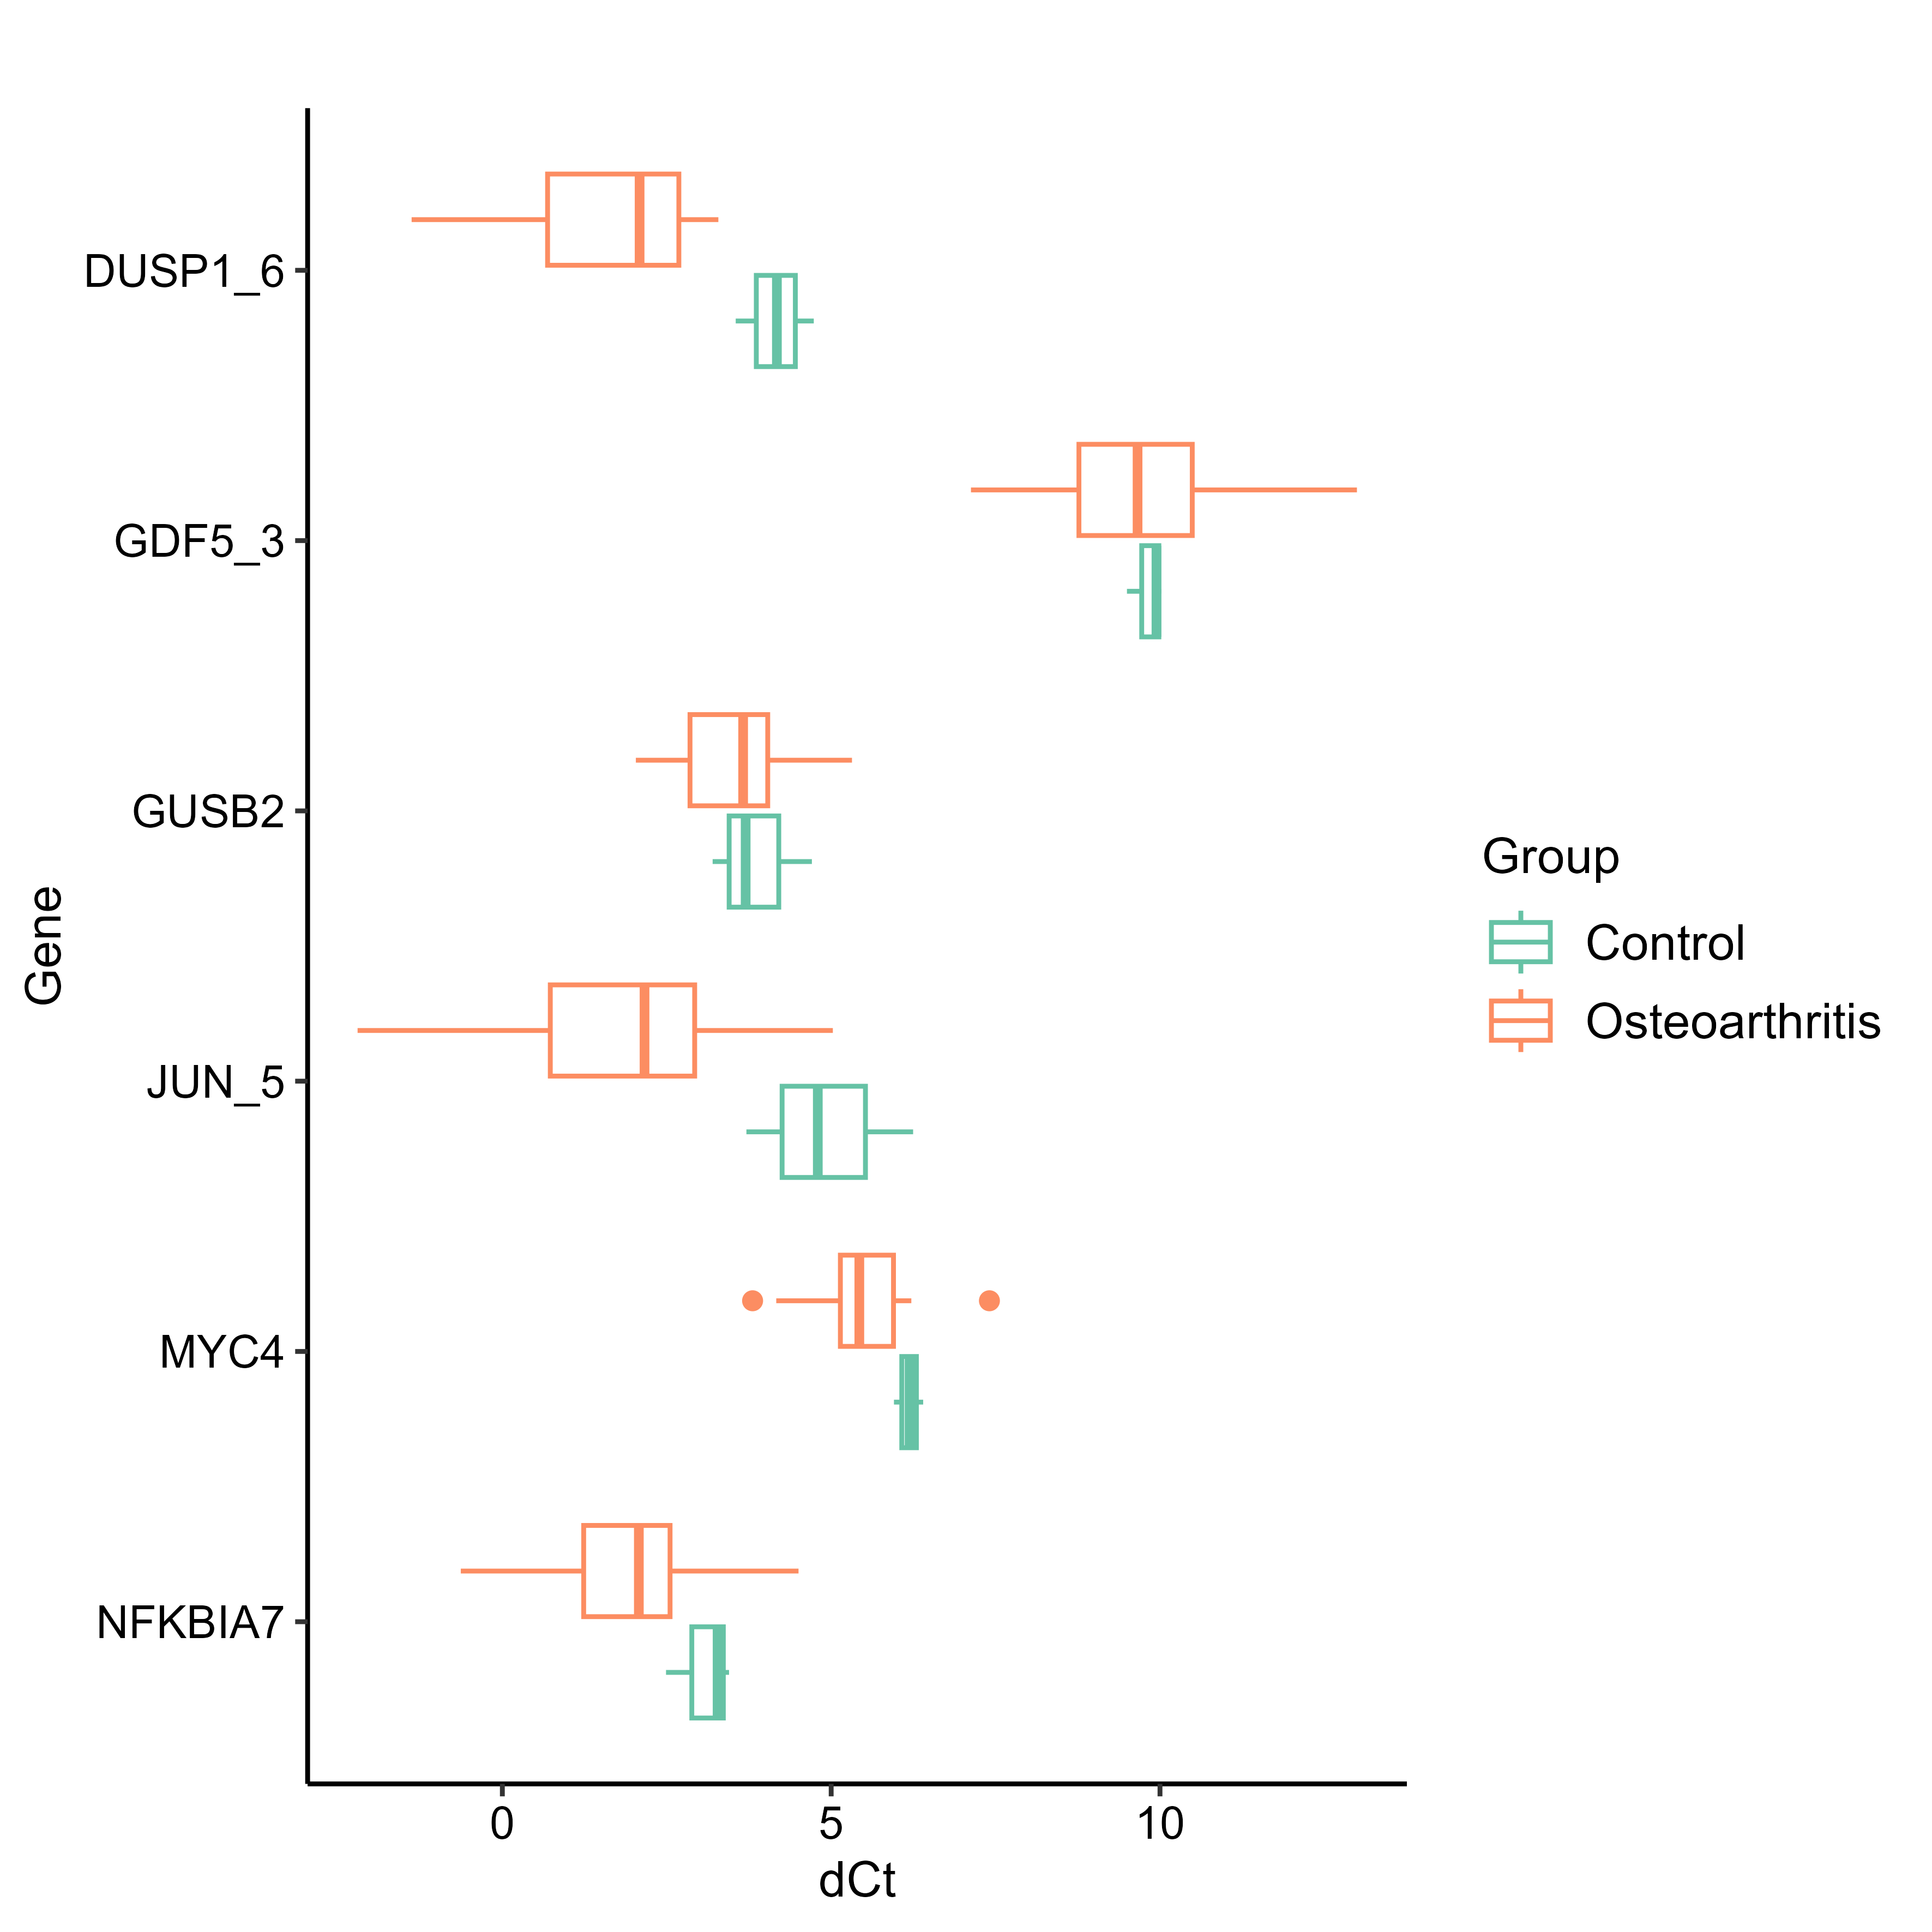 DUSP1_6
GDF5_3
GUSB2
JUN_5
MYC4
NFKBIA7
Gene
0
5
10
dCt
Group
Control
Osteoarthritis